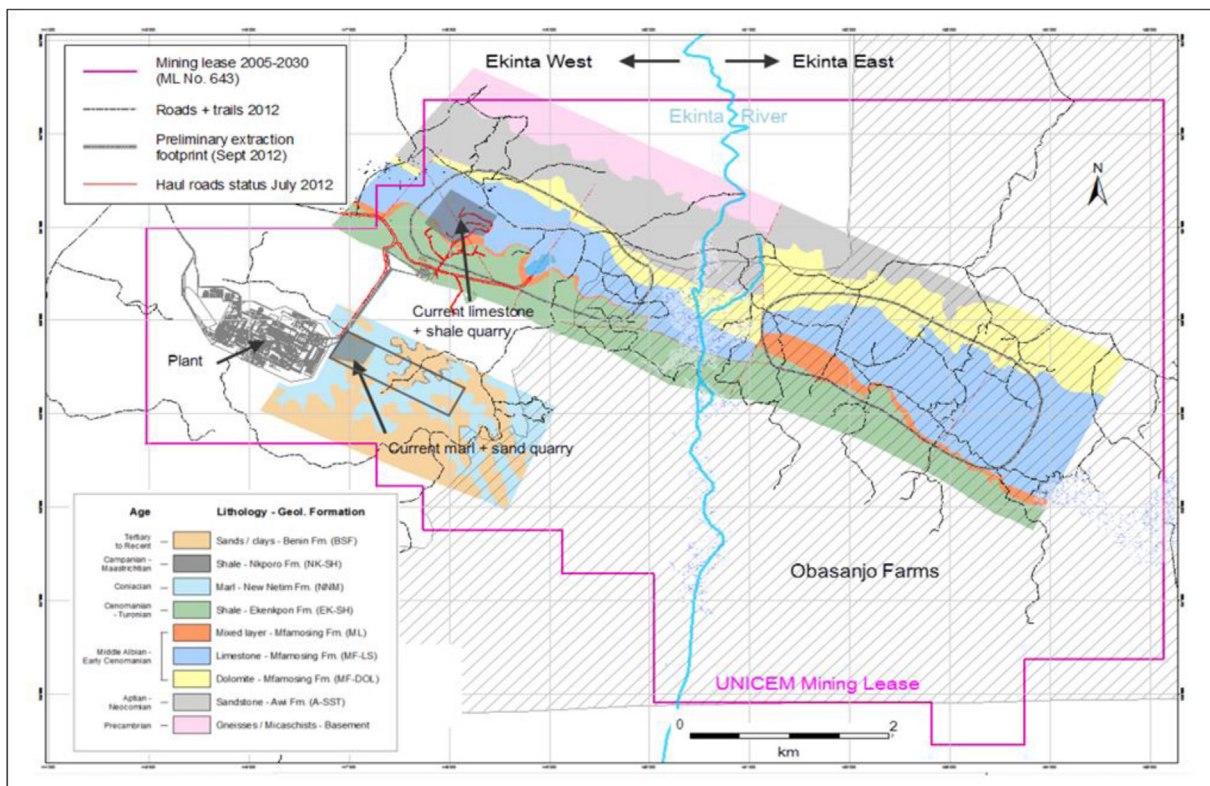 Mining lease 2005-2030
(ML No. 643)
Roads + trails 2012
Preliminary extraction
footprint (Sept 2012)
Haul roads status July 2012
Ekinta West
Ekinta East
Ekinta River
N
Current limestone
+ shale quarry
Plant
Current marl + sand quarry
Obasanjo Farms
UNICEM Mining Lease
0 2
km
Age Lithology - Geol. Formation
Tertiary
to Recent
Sands / clays - Benin Fm. (BSF)
Campanian -
Maastrichtian
Shale - Nkporo Fm. (NK-SH)
Coniacian
Marl - New Netim Fm. (NNM)
Cenomanian
- Turonian
Shale - Ekenkpon Fm. (EK-SH)
Mixed layer - Mfamosing Fm. (ML)
Middle Albian -
Early Cenomanian
Limestone - Mfamosing Fm. (MF-LS)
Dolomite - Mfamosing Fm. (MF-DOL)
Aptian -
Neocomian
Sandstone - Awi Fm. (A-SST)
Precambrian
Gneisses / Micaschists - Basement